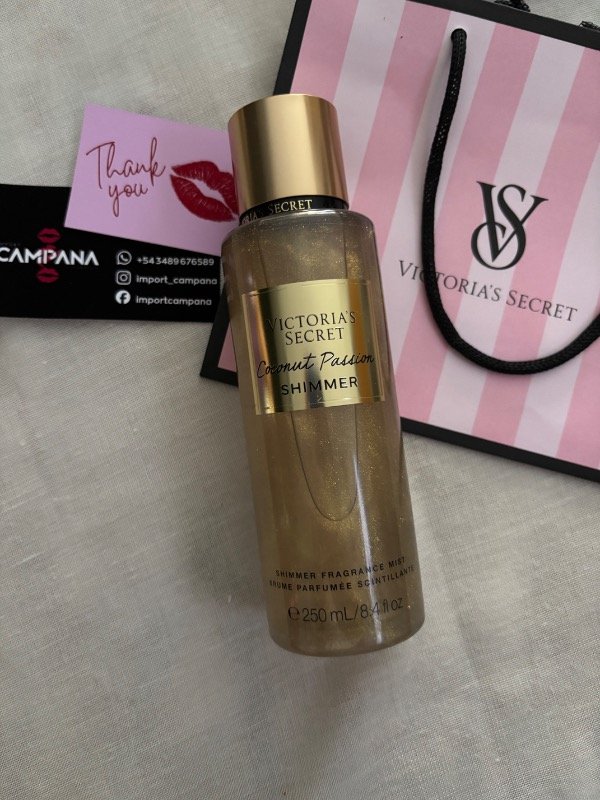 Thank
you
CAMPANA
+543489676589
import_campana
importcampana
VS
VICTORIA'S SECRET
SECRET
VICTORIA'S
SECRET
Coconut Passion
SHIMMER
SHIMMER FRAGRANCE MIST
BRUME PARFUMÉE SCINTILLANTE
℮ 250 mL/8.4 fl oz